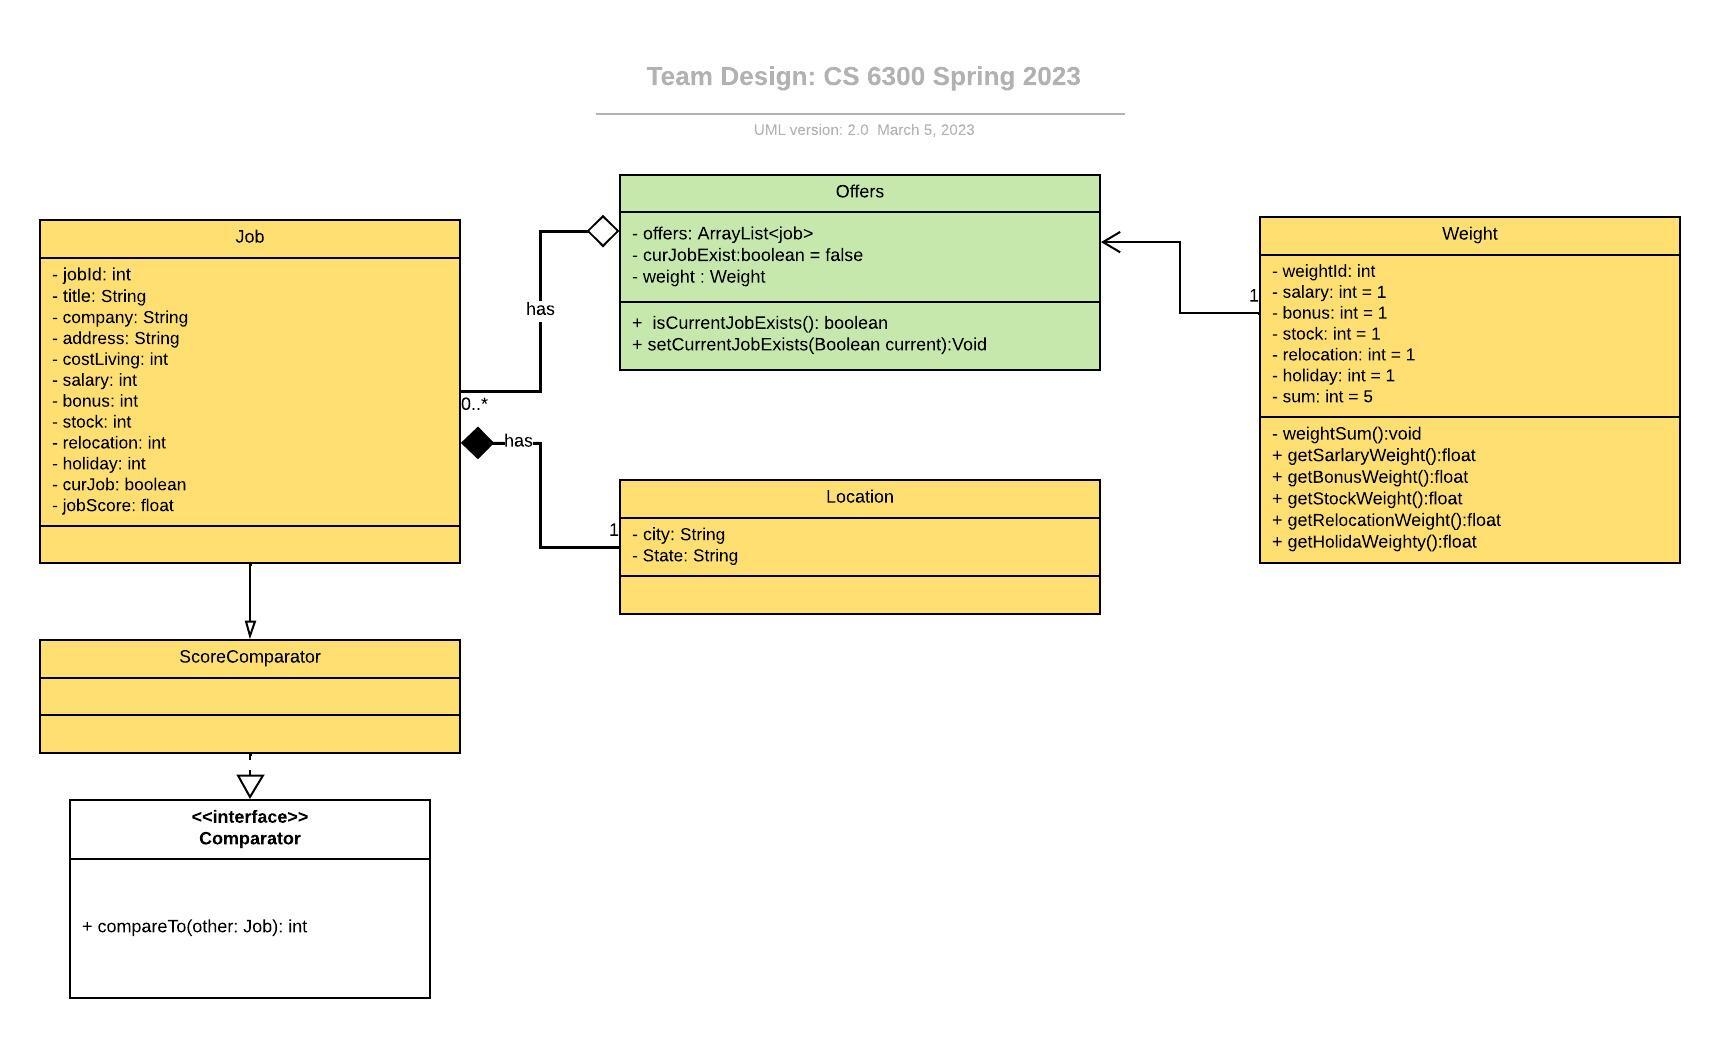 Team Design: CS 6300 Spring 2023
UML version: 2.0  March 5, 2023
Job
- jobId: int
- title: String
- company: String
- address: String
- costLiving: int
- salary: int
- bonus: int
- stock: int
- relocation: int
- holiday: int
- curJob: boolean
- jobScore: float
has
0..*
has
1
Offers
- offers: ArrayList<job>
- curJobExist:boolean = false
- weight : Weight
+  isCurrentJobExists(): boolean
+ setCurrentJobExists(Boolean current):Void
Location
- city: String
- State: String
1
Weight
- weightId: int
- salary: int = 1
- bonus: int = 1
- stock: int = 1
- relocation: int = 1
- holiday: int = 1
- sum: int = 5
- weightSum():void
+ getSarlaryWeight():float
+ getBonusWeight():float
+ getStockWeight():float
+ getRelocationWeight():float
+ getHolidaWeighty():float
ScoreComparator
<<interface>>
Comparator
+ compareTo(other: Job): int